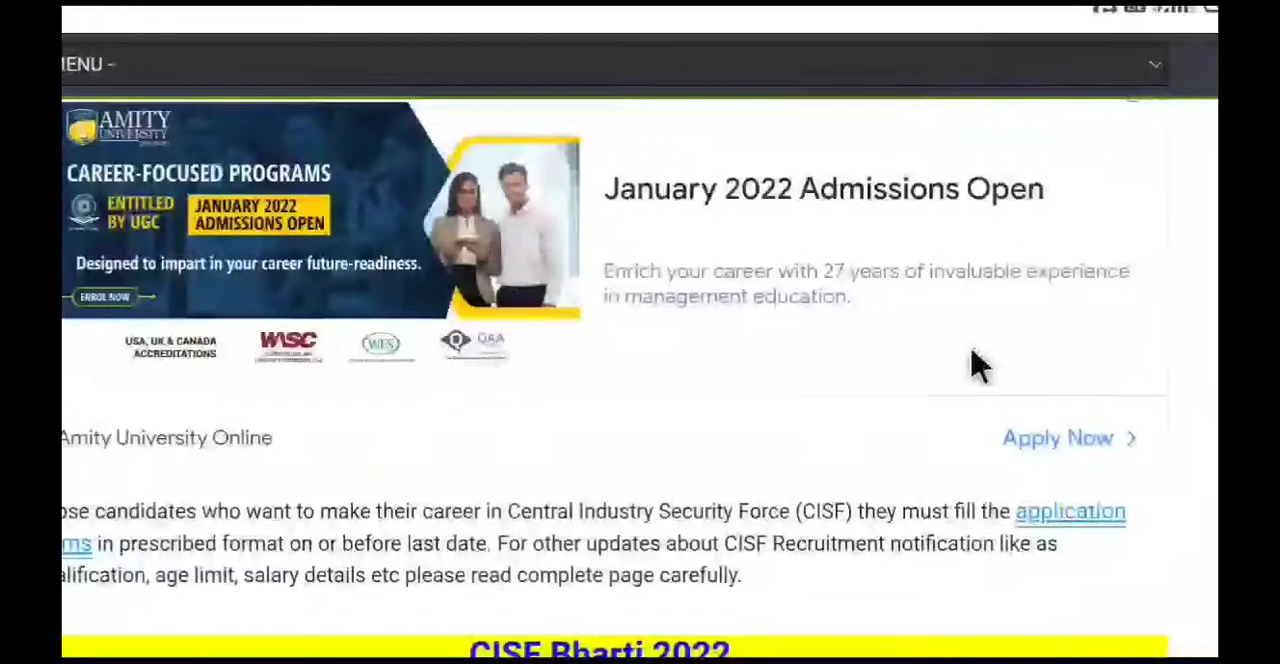 MENU -
AMITY
UNIVERSITY
CAREER-FOCUSED PROGRAMS
ENTITLED
BY UGC
JANUARY 2022
ADMISSIONS OPEN
Designed to impart in your career future-readiness.
ENROL NOW
USA, UK & CANADA
ACCREDITATIONS
WASC
WES
QAA
January 2022 Admissions Open
Enrich your career with 27 years of invaluable experience
in management education.
Amity University Online
Apply Now
ose candidates who want to make their career in Central Industry Security Force (CISF) they must fill the application
ms in prescribed format on or before last date. For other updates about CISF Recruitment notification like as
alification, age limit, salary details etc please read complete page carefully.
CISF Bharti 2022